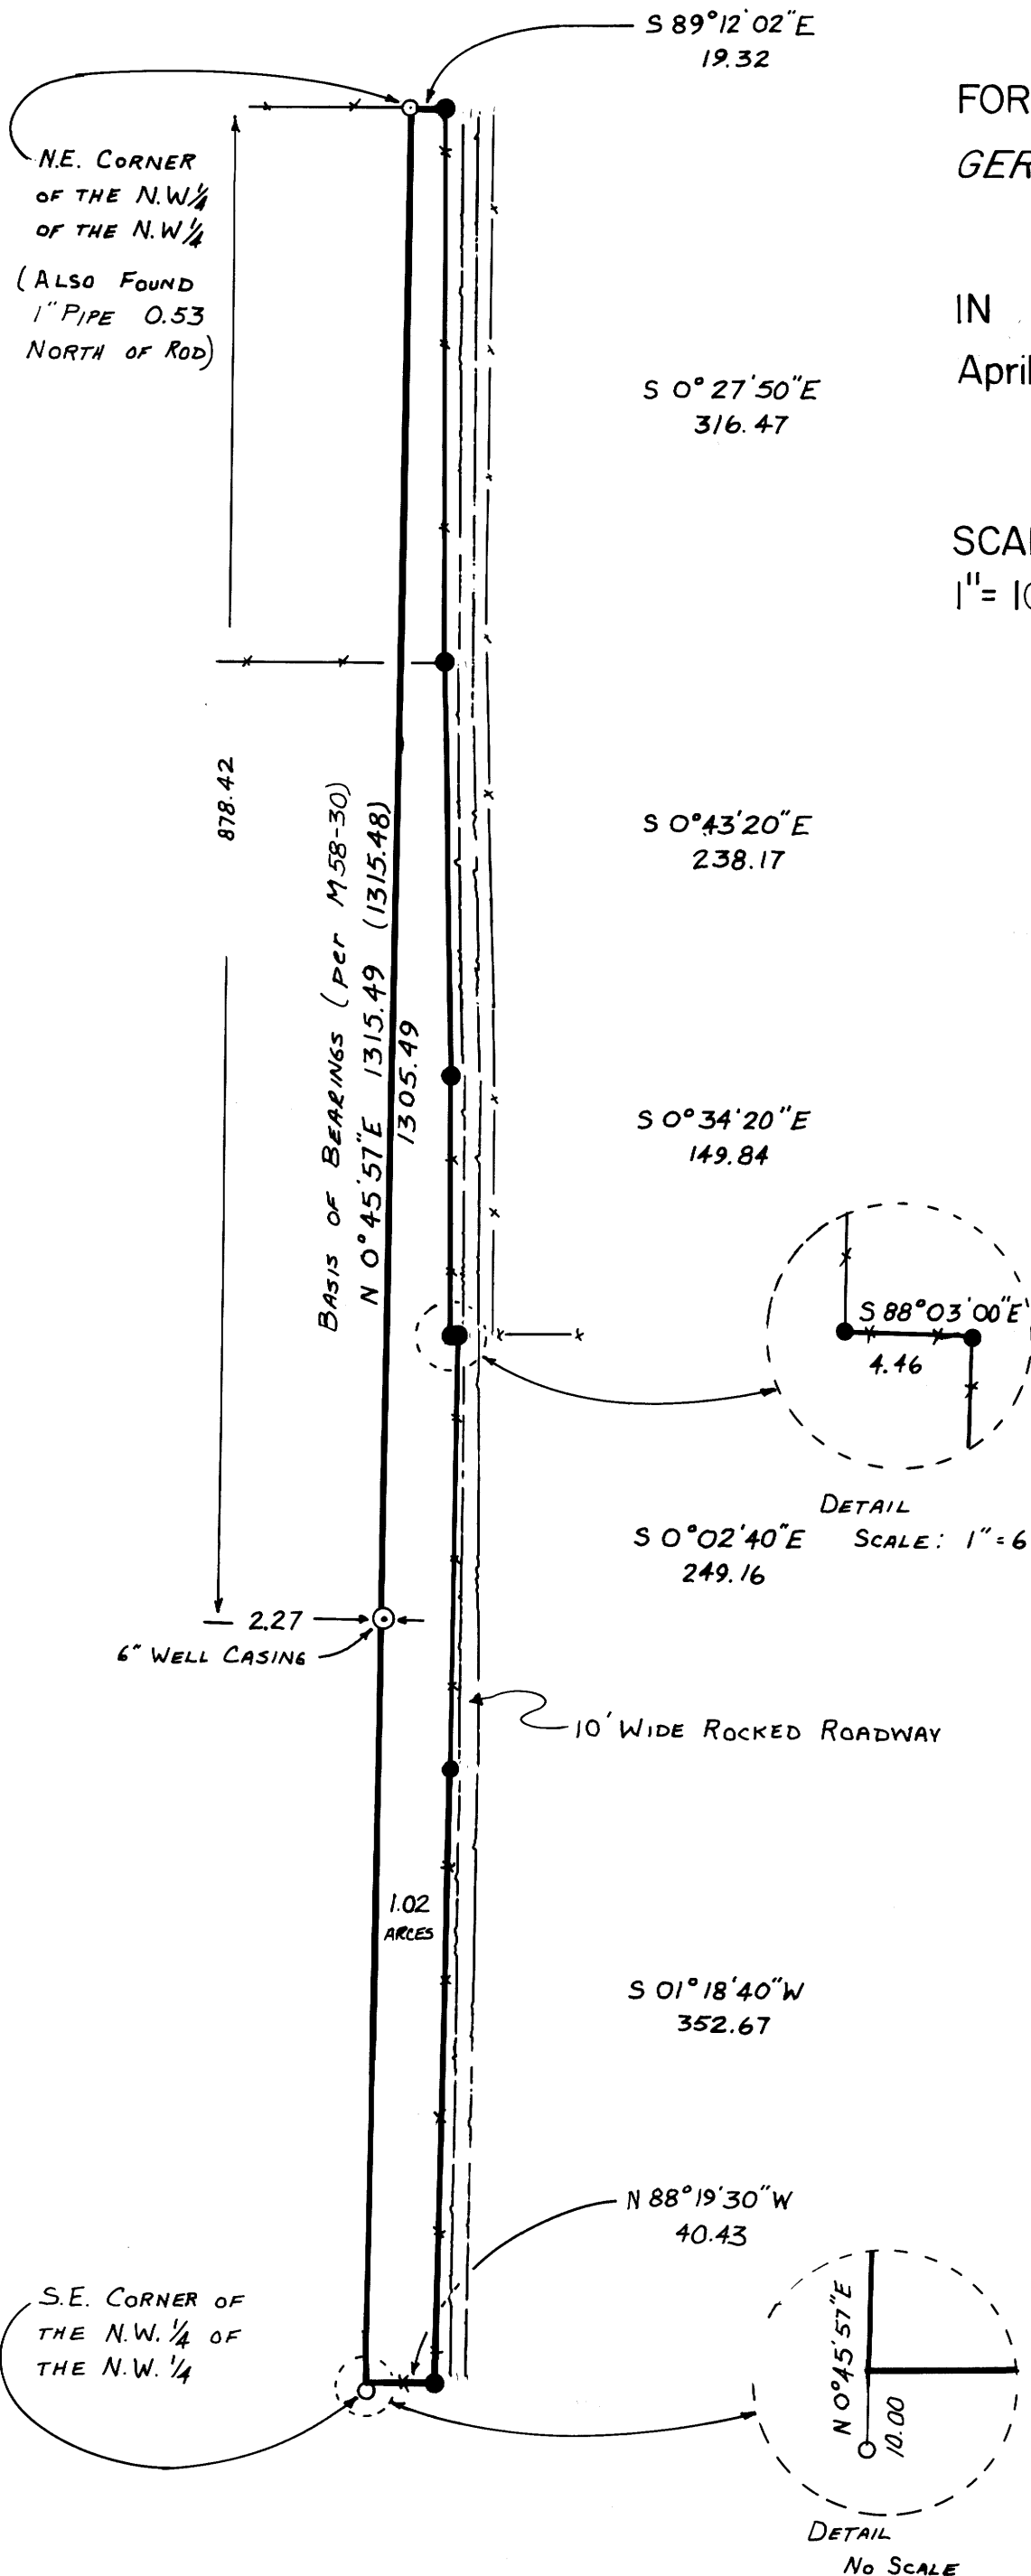 S 89°12'02"E
19.32
FOR
GER
N.E. CORNER
OF THE N.W ¼
OF THE N.W ¼
(ALSO FOUND
1" PIPE 0.53
NORTH OF ROD)
IN
April
S 0°27'50"E
316.47
SCAL
1"= 10
878.42
BASIS OF BEARINGS (per M58-30)
N 0°45'57"E 1315.49 (1315.48)
1305.49
S 0°43'20"E
238.17
S 0°34'20"E
149.84
S 88°03'00"E
4.46
DETAIL
SCALE: 1"=6
S 0°02'40"E
249.16
2.27
6" WELL CASING
10' WIDE ROCKED ROADWAY
1.02
ARCES
S 01°18'40"W
352.67
N 88°19'30"W
40.43
S.E. CORNER OF
THE N.W. ¼ OF
THE N.W. ¼
N 0°45'57"E
10.00
DETAIL
NO SCALE